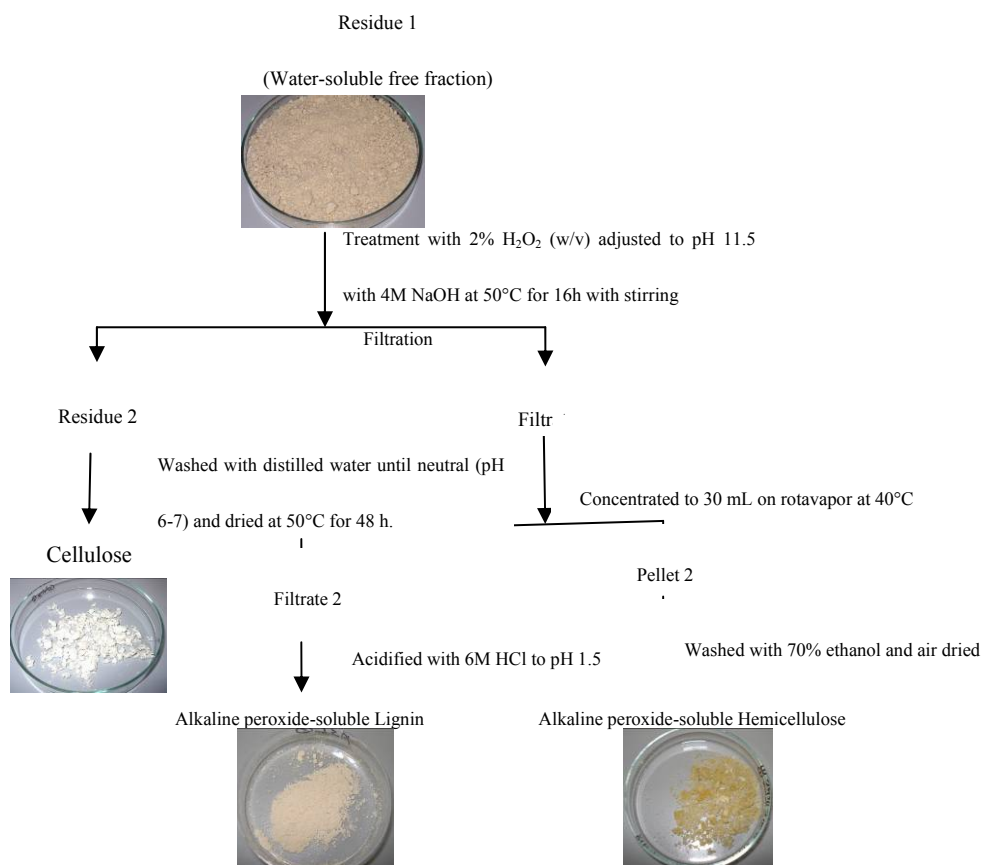 Residue 1
(Water-soluble free fraction)
Treatment with 2% H₂O₂ (w/v) adjusted to pH 11.5
with 4M NaOH at 50°C for 16h with stirring
Filtration
Residue 2
Filtr
Washed with distilled water until neutral (pH
6-7) and dried at 50°C for 48 h.
Concentrated to 30 mL on rotavapor at 40°C
Cellulose
Pellet 2
Filtrate 2
Acidified with 6M HCl to pH 1.5
Washed with 70% ethanol and air dried
Alkaline peroxide-soluble Lignin
Alkaline peroxide-soluble Hemicellulose